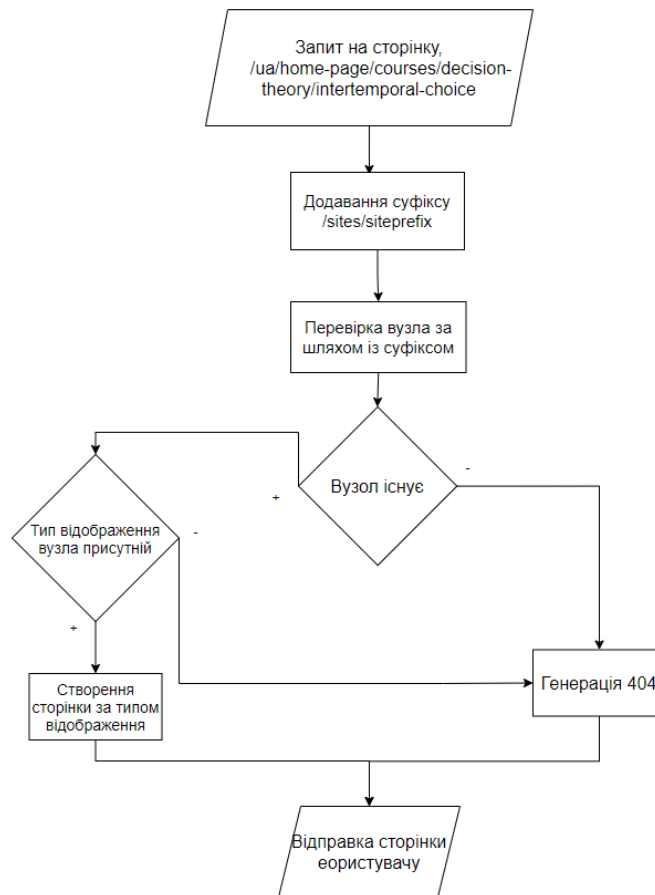 Запит на сторінку,
/ua/home-page/courses/decision-
theory/intertemporal-choice
Додавання суфіксу
/sites/siteprefix
Перевірка вузла за
шляхом із суфіксом
Вузол існує
-
+
Тип відображення
вузла присутній
-
+
Створення
сторінки за типом
відображення
Генерація 404
Відправка сторінки
еористувачу